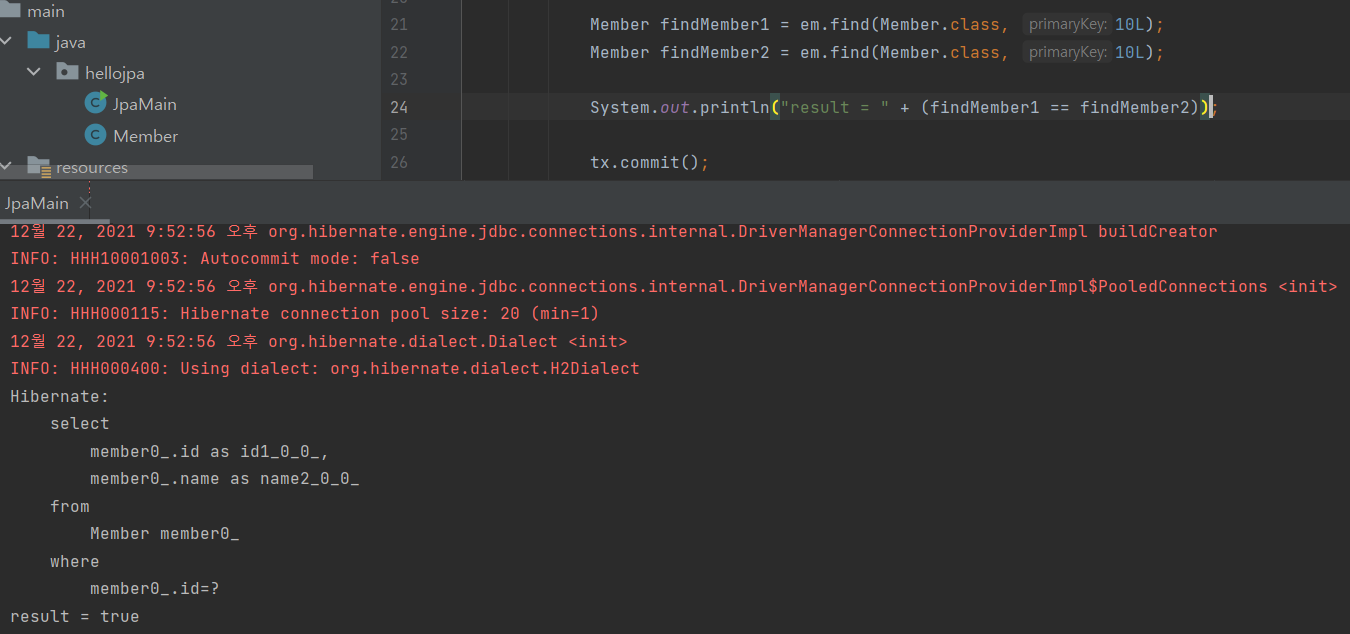 main
java
hellojpa
JpaMain
Member
resources
21 Member findMember1 = em.find(Member.class, primaryKey: 10L);
22 Member findMember2 = em.find(Member.class, primaryKey: 10L);
23
24 System.out.println("result = " + (findMember1 == findMember2));
25
26 tx.commit();
JpaMain
12월 22, 2021 9:52:56 오후 org.hibernate.engine.jdbc.connections.internal.DriverManagerConnectionProviderImpl buildCreator
INFO: HHH10001003: Autocommit mode: false
12월 22, 2021 9:52:56 오후 org.hibernate.engine.jdbc.connections.internal.DriverManagerConnectionProviderImpl$PooledConnections <init>
INFO: HHH000115: Hibernate connection pool size: 20 (min=1)
12월 22, 2021 9:52:56 오후 org.hibernate.dialect.Dialect <init>
INFO: HHH000400: Using dialect: org.hibernate.dialect.H2Dialect
Hibernate:
select
member0_.id as id1_0_0_,
member0_.name as name2_0_0_
from
Member member0_
where
member0_.id=?
result = true